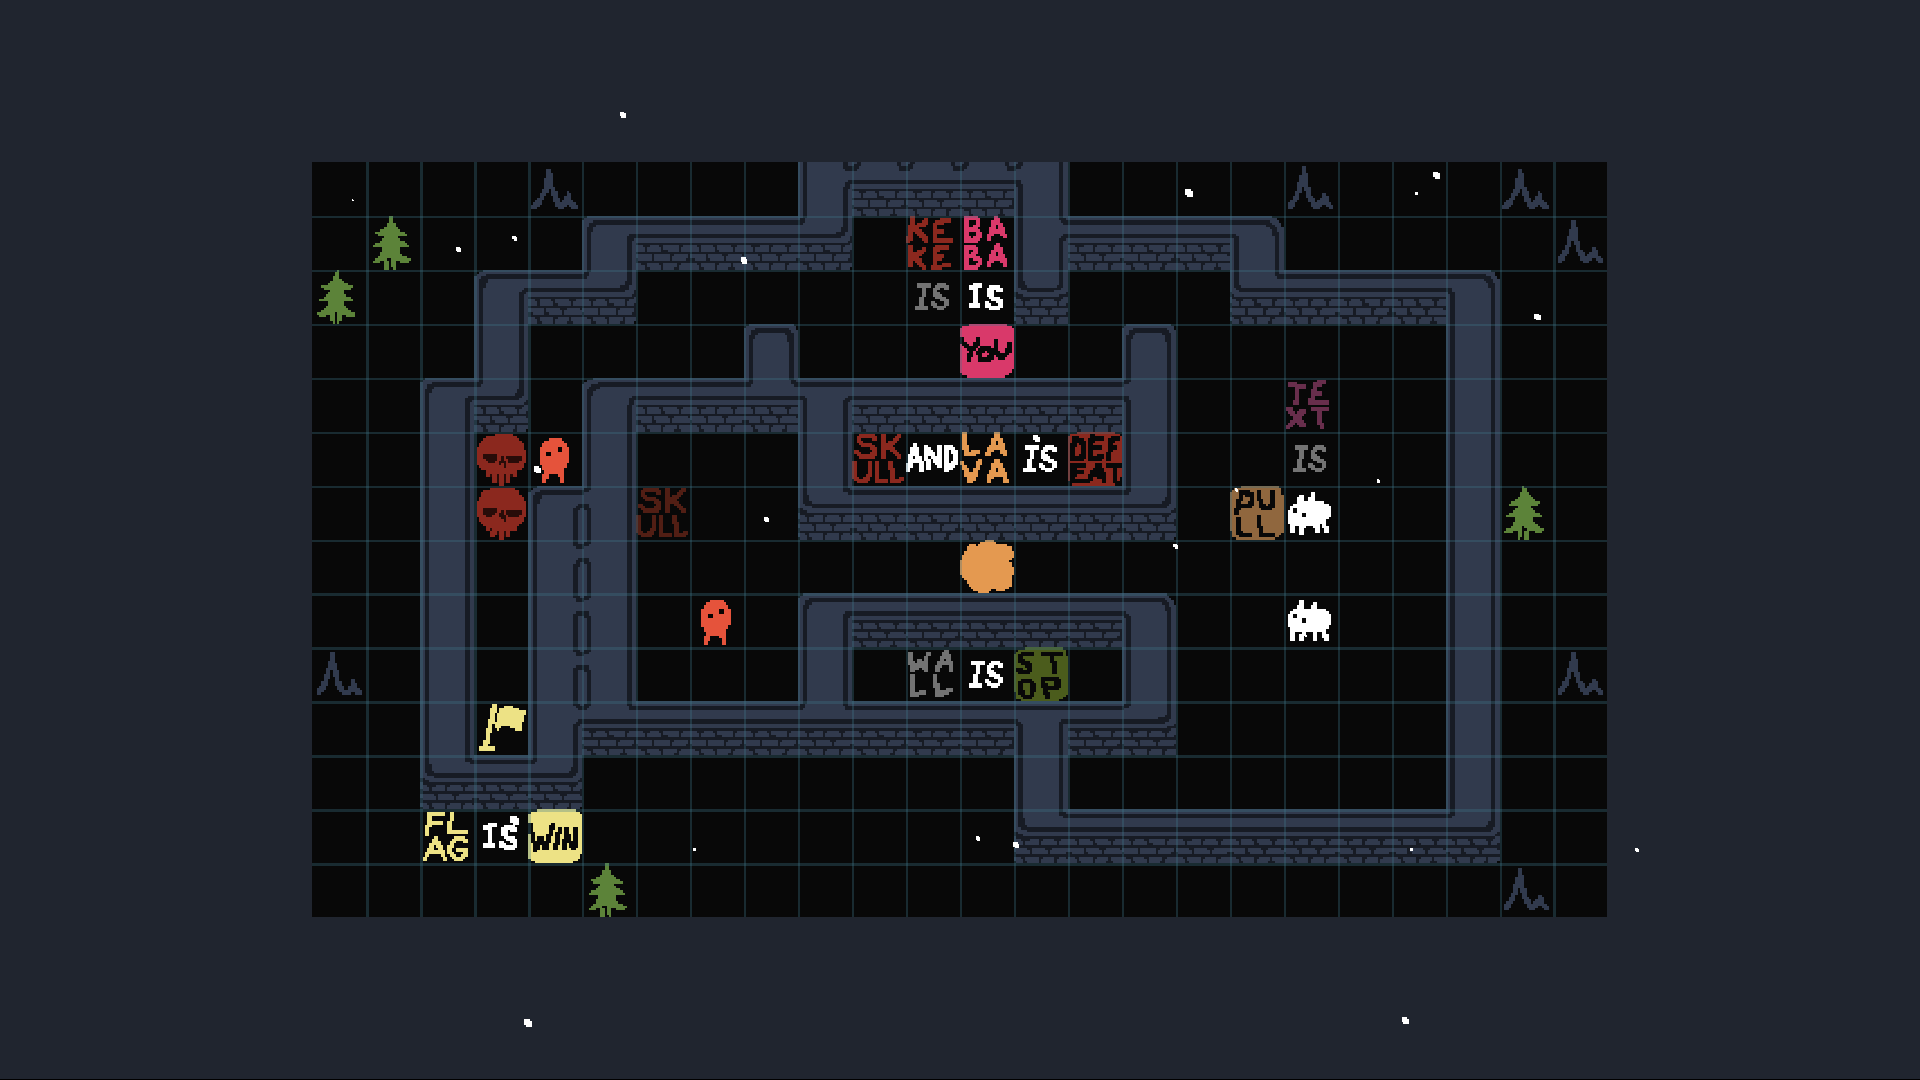 KEKE BABA
IS IS
YOU
TEXT
SKULL AND LAVA IS DEFEAT
IS
SKULL
PULL
WALL IS STOP
FLAG IS WIN